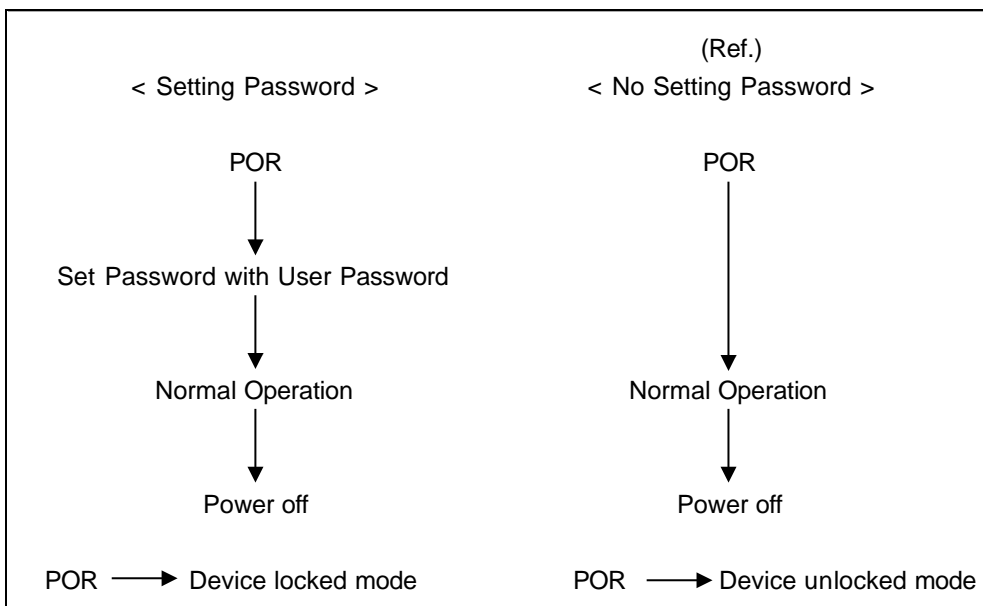 (Ref.)
< Setting Password >
< No Setting Password >
POR
POR
Set Password with User Password
Normal Operation
Normal Operation
Power off
Power off
POR
Device locked mode
POR
Device unlocked mode